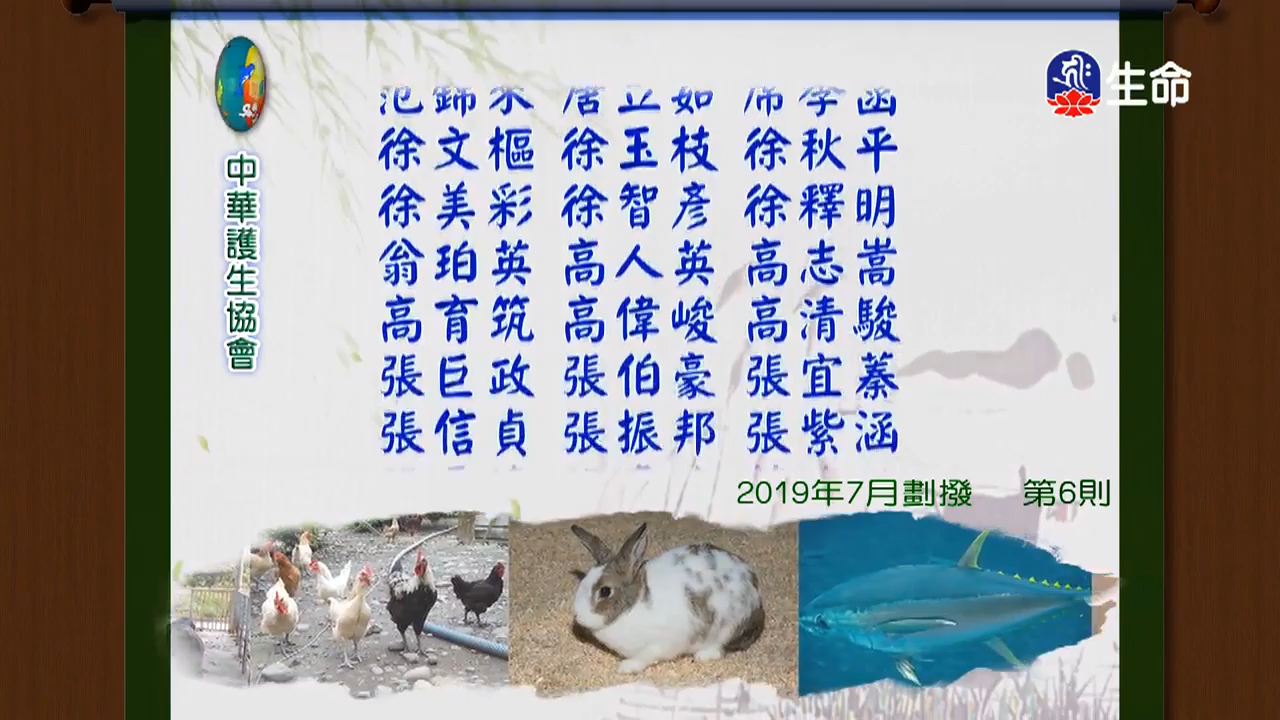 生命
中華護生協會
徐文樞 徐玉枝 徐秋平
徐美彩 徐智彥 徐釋明
翁珀英 高人英 高志嵩
高育筑 高偉峻 高清駿
張巨政 張伯豪 張宜蓁
張信貞 張振邦 張紫涵
2019年7月劃撥 第6則